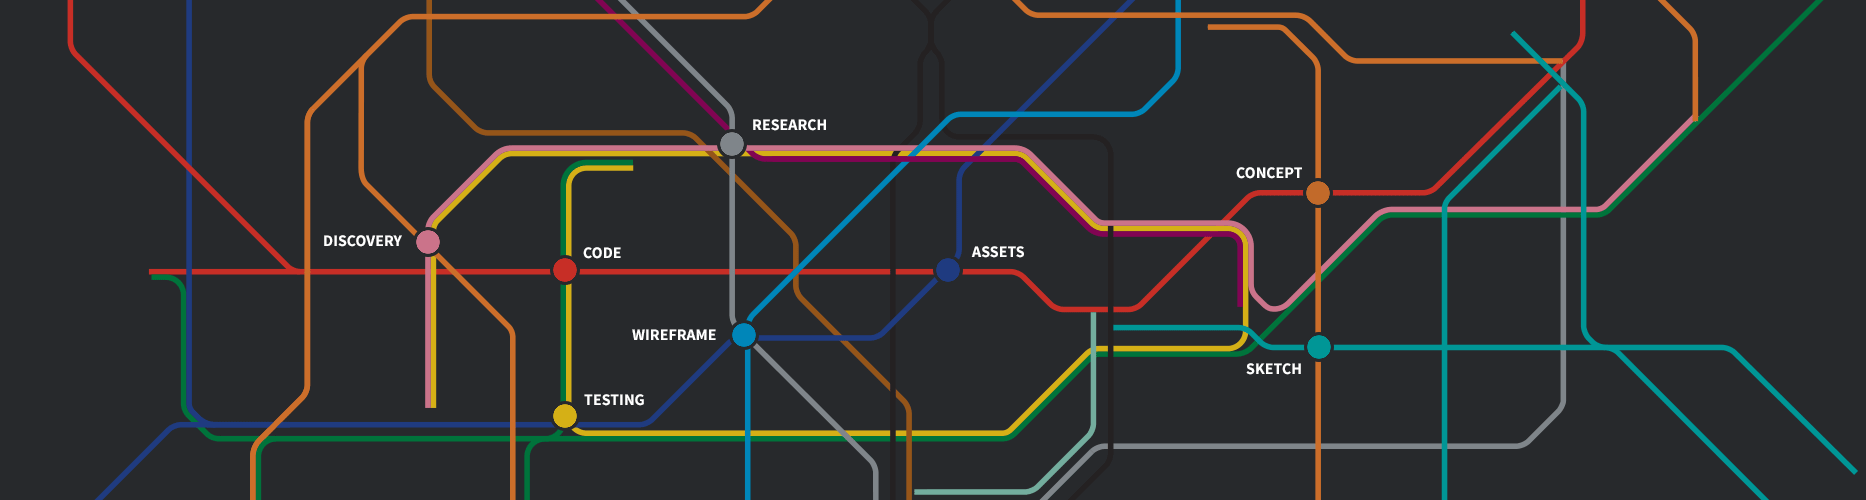 RESEARCH
CONCEPT
DISCOVERY
CODE
ASSETS
WIREFRAME
SKETCH
TESTING